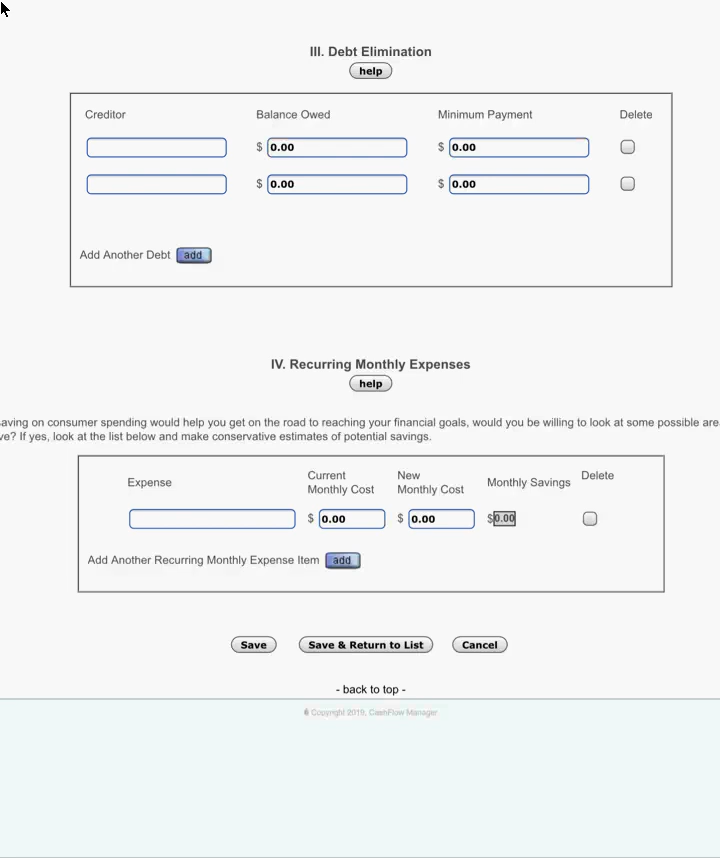 III. Debt Elimination
help
Creditor Balance Owed Minimum Payment Delete
$ 0.00 $ 0.00
$ 0.00 $ 0.00
Add Another Debt add
IV. Recurring Monthly Expenses
help
aving on consumer spending would help you get on the road to reaching your financial goals, would you be willing to look at some possible are
ve? If yes, look at the list below and make conservative estimates of potential savings.
Expense Current Monthly Cost New Monthly Cost Monthly Savings Delete
$ 0.00 $ 0.00 $0.00
Add Another Recurring Monthly Expense Item add
Save Save & Return to List Cancel
- back to top -
Copyright 2019, CashFlow Manager